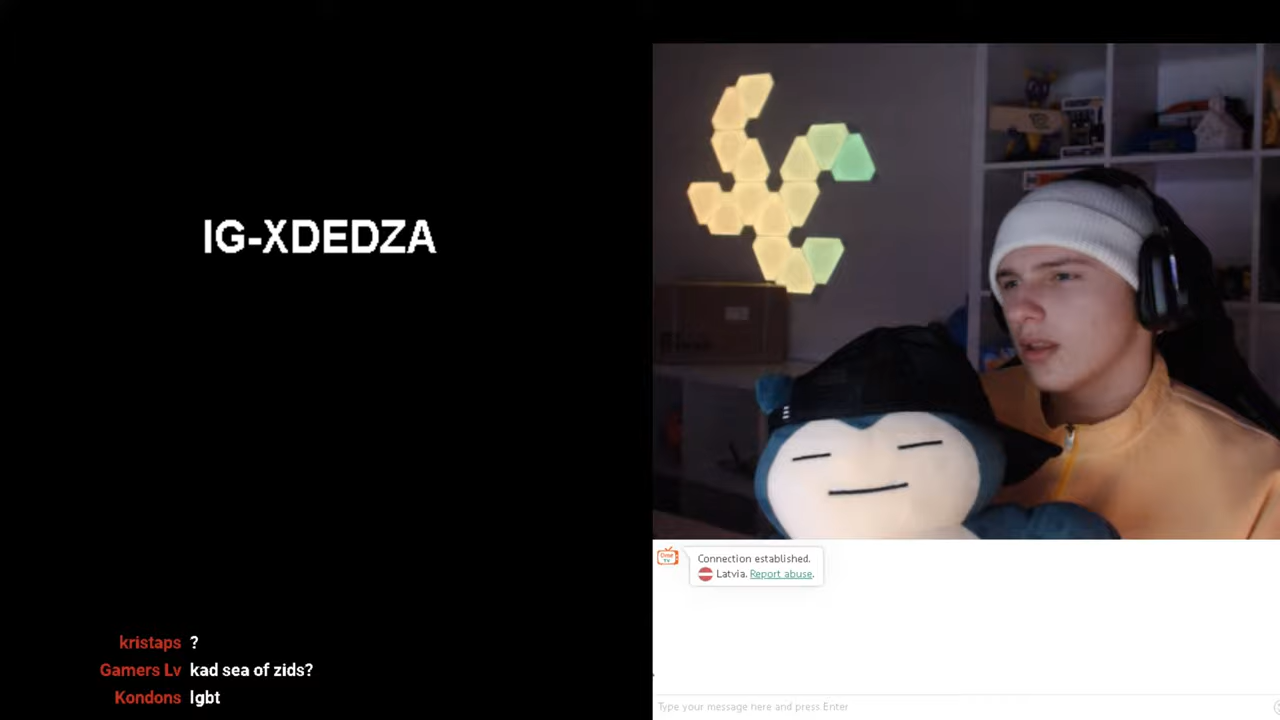 IG-XDEDZA
kristaps ?
Gamers Lv kad sea of zids?
Kondons lgbt
Connection established.
Latvia. Report abuse.
Type your message here and press Enter